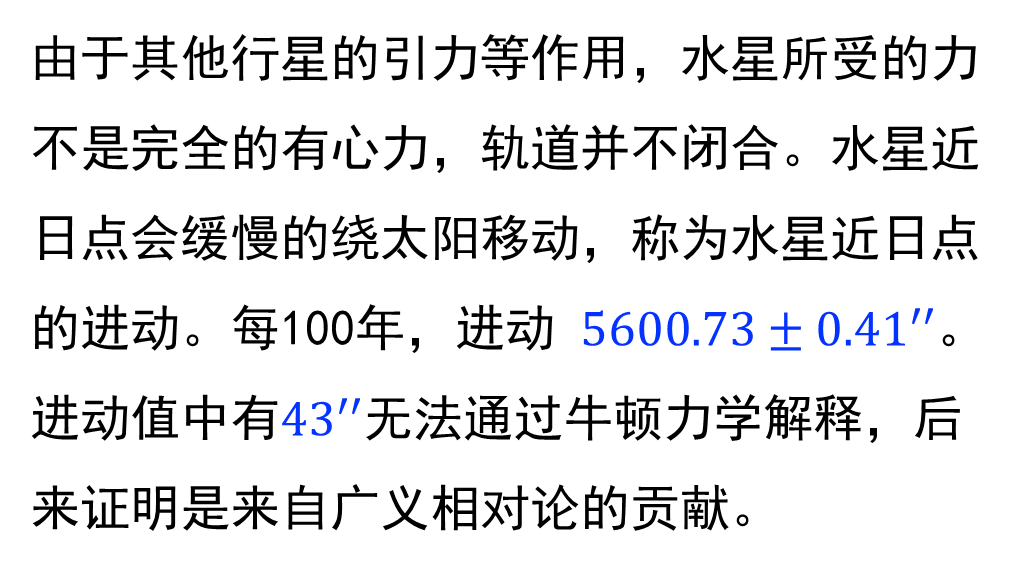 由于其他行星的引力等作用，水星所受的力
不是完全的有心力，轨道并不闭合。水星近
日点会缓慢的绕太阳移动，称为水星近日点
的进动。每100年，进动 5600.73 ± 0.41′′。
进动值中有43′′无法通过牛顿力学解释，后
来证明是来自广义相对论的贡献。